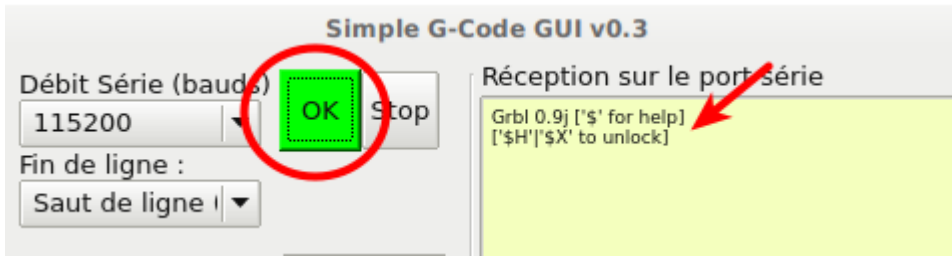 Simple G-Code GUI v0.3
Débit Série (bauds)
115200
OK
Stop
Fin de ligne :
Saut de ligne (
Réception sur le port série
Grbl 0.9j ['$' for help]
['$H'|'$X' to unlock]